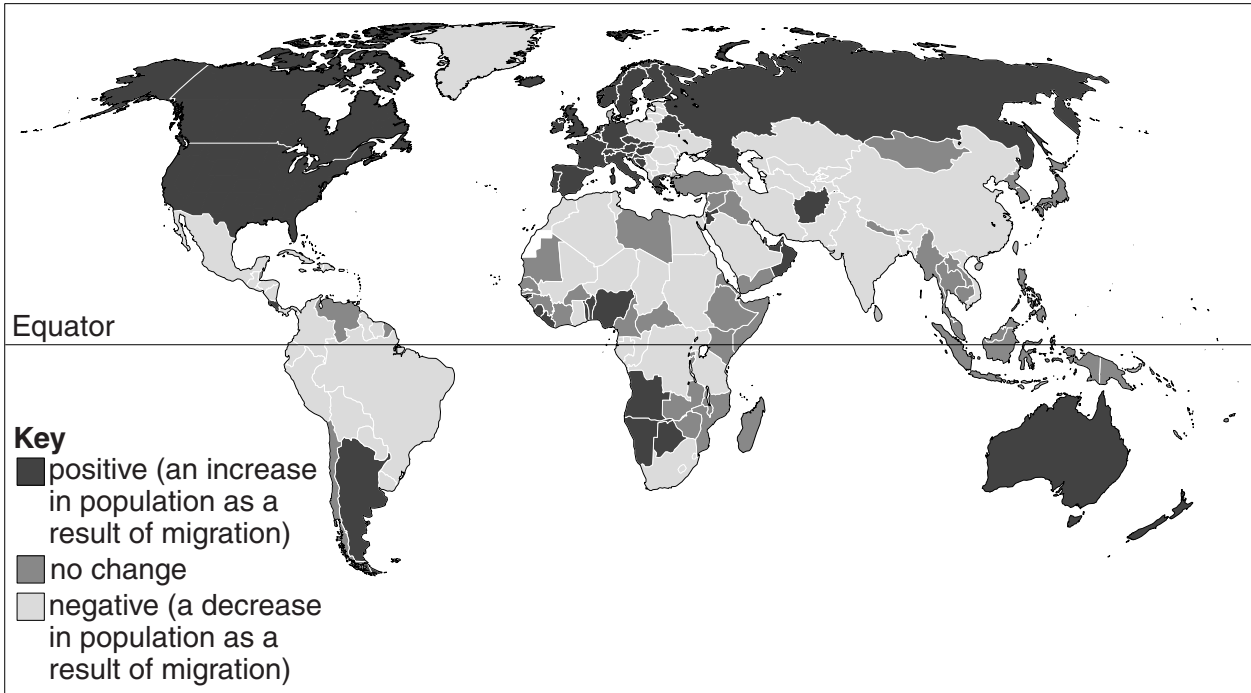 Equator
Key
positive (an increase
in population as a
result of migration)
no change
negative (a decrease
in population as a
result of migration)